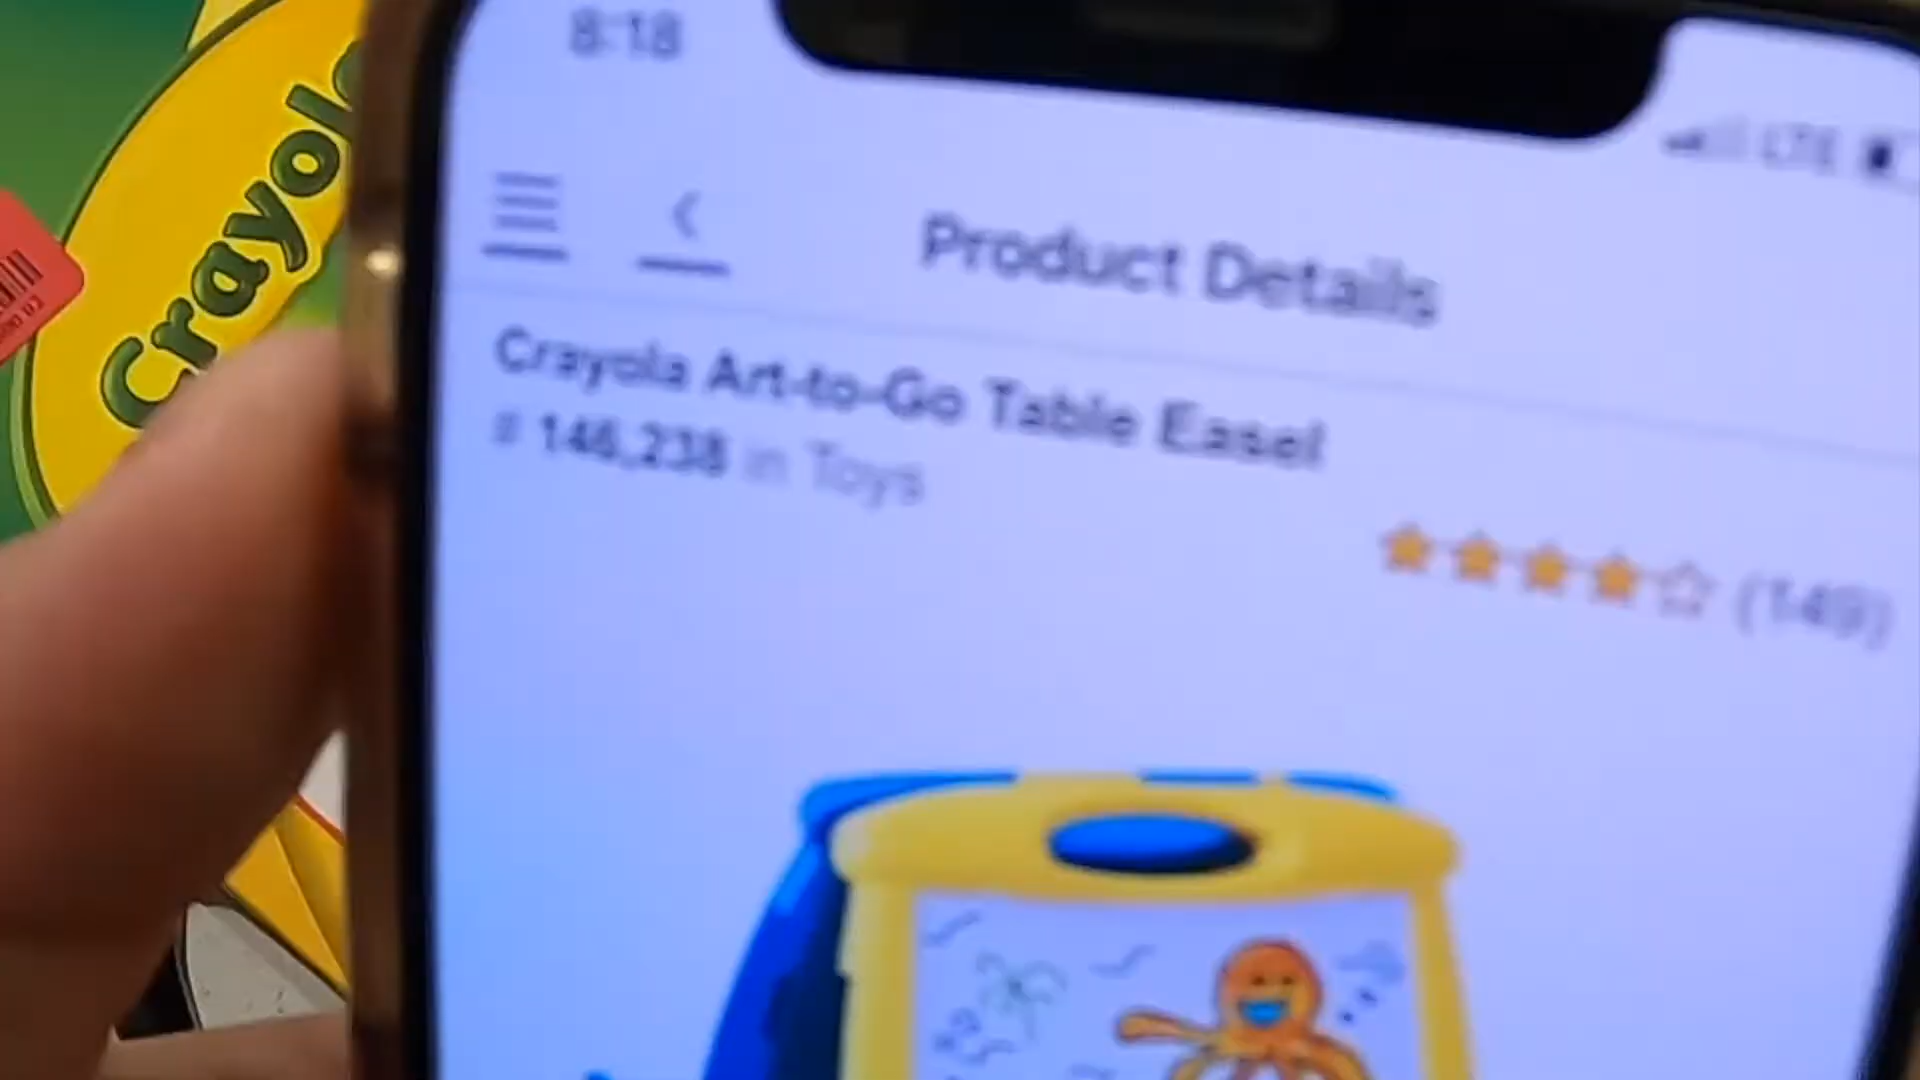 Crayola
8:18
LTE
Product Details
Crayola Art-to-Go Table Easel
# 146,238 in Toys
(149)